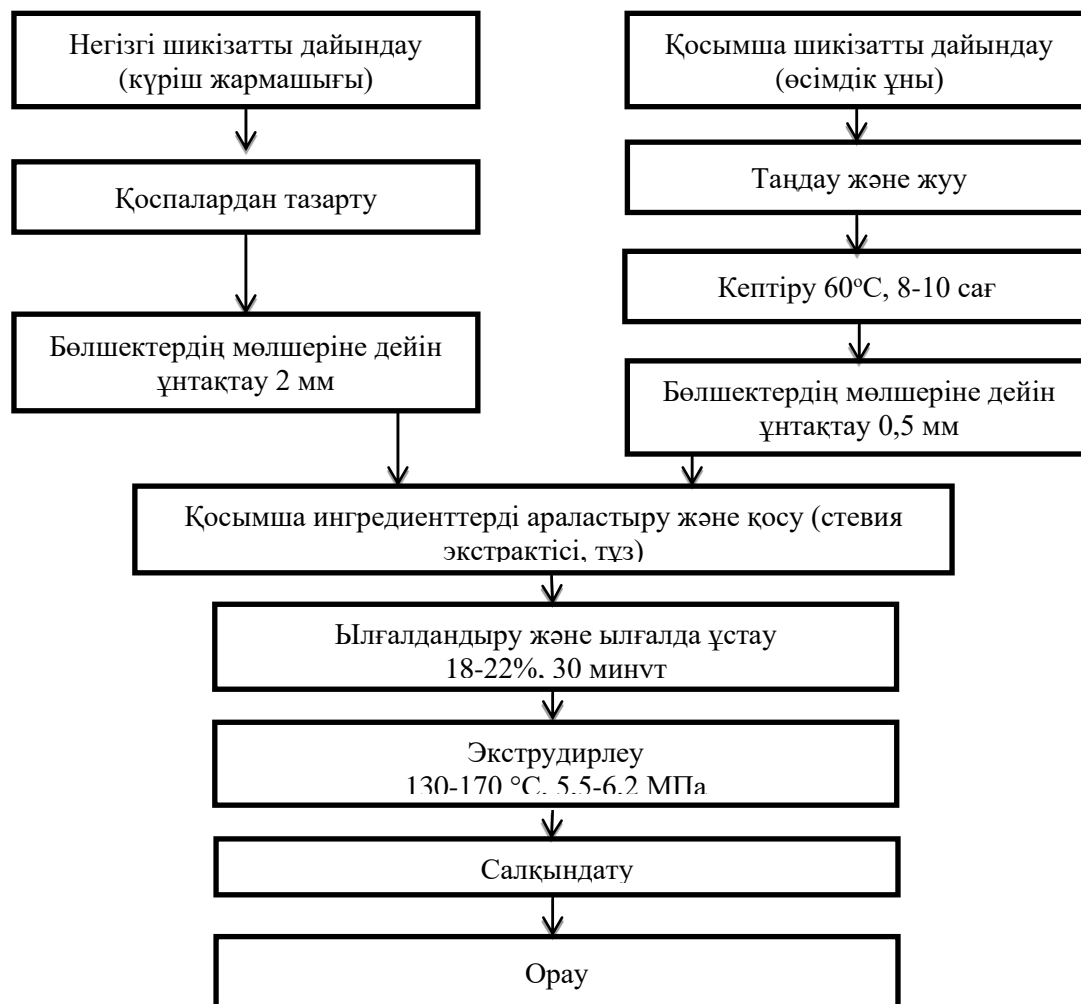 Негізгі шикізатты дайындау
(күріш жармашығы)
Қосымша шикізатты дайындау
(өсімдік ұны)
Қоспалардан тазарту
Таңдау және жуу
Кептіру 60°С, 8-10 сағ
Бөлшектердің мөлшеріне дейін
ұнтақтау 2 мм
Бөлшектердің мөлшеріне дейін
ұнтақтау 0,5 мм
Қосымша ингредиенттерді араластыру және қосу (стевия
экстрактісі, тұз)
Ылғалдандыру және ылғалда ұстау
18-22%, 30 минут
Экструдирлеу
130-170 °С, 5,5-6,2 МПа
Салқындату
Орау